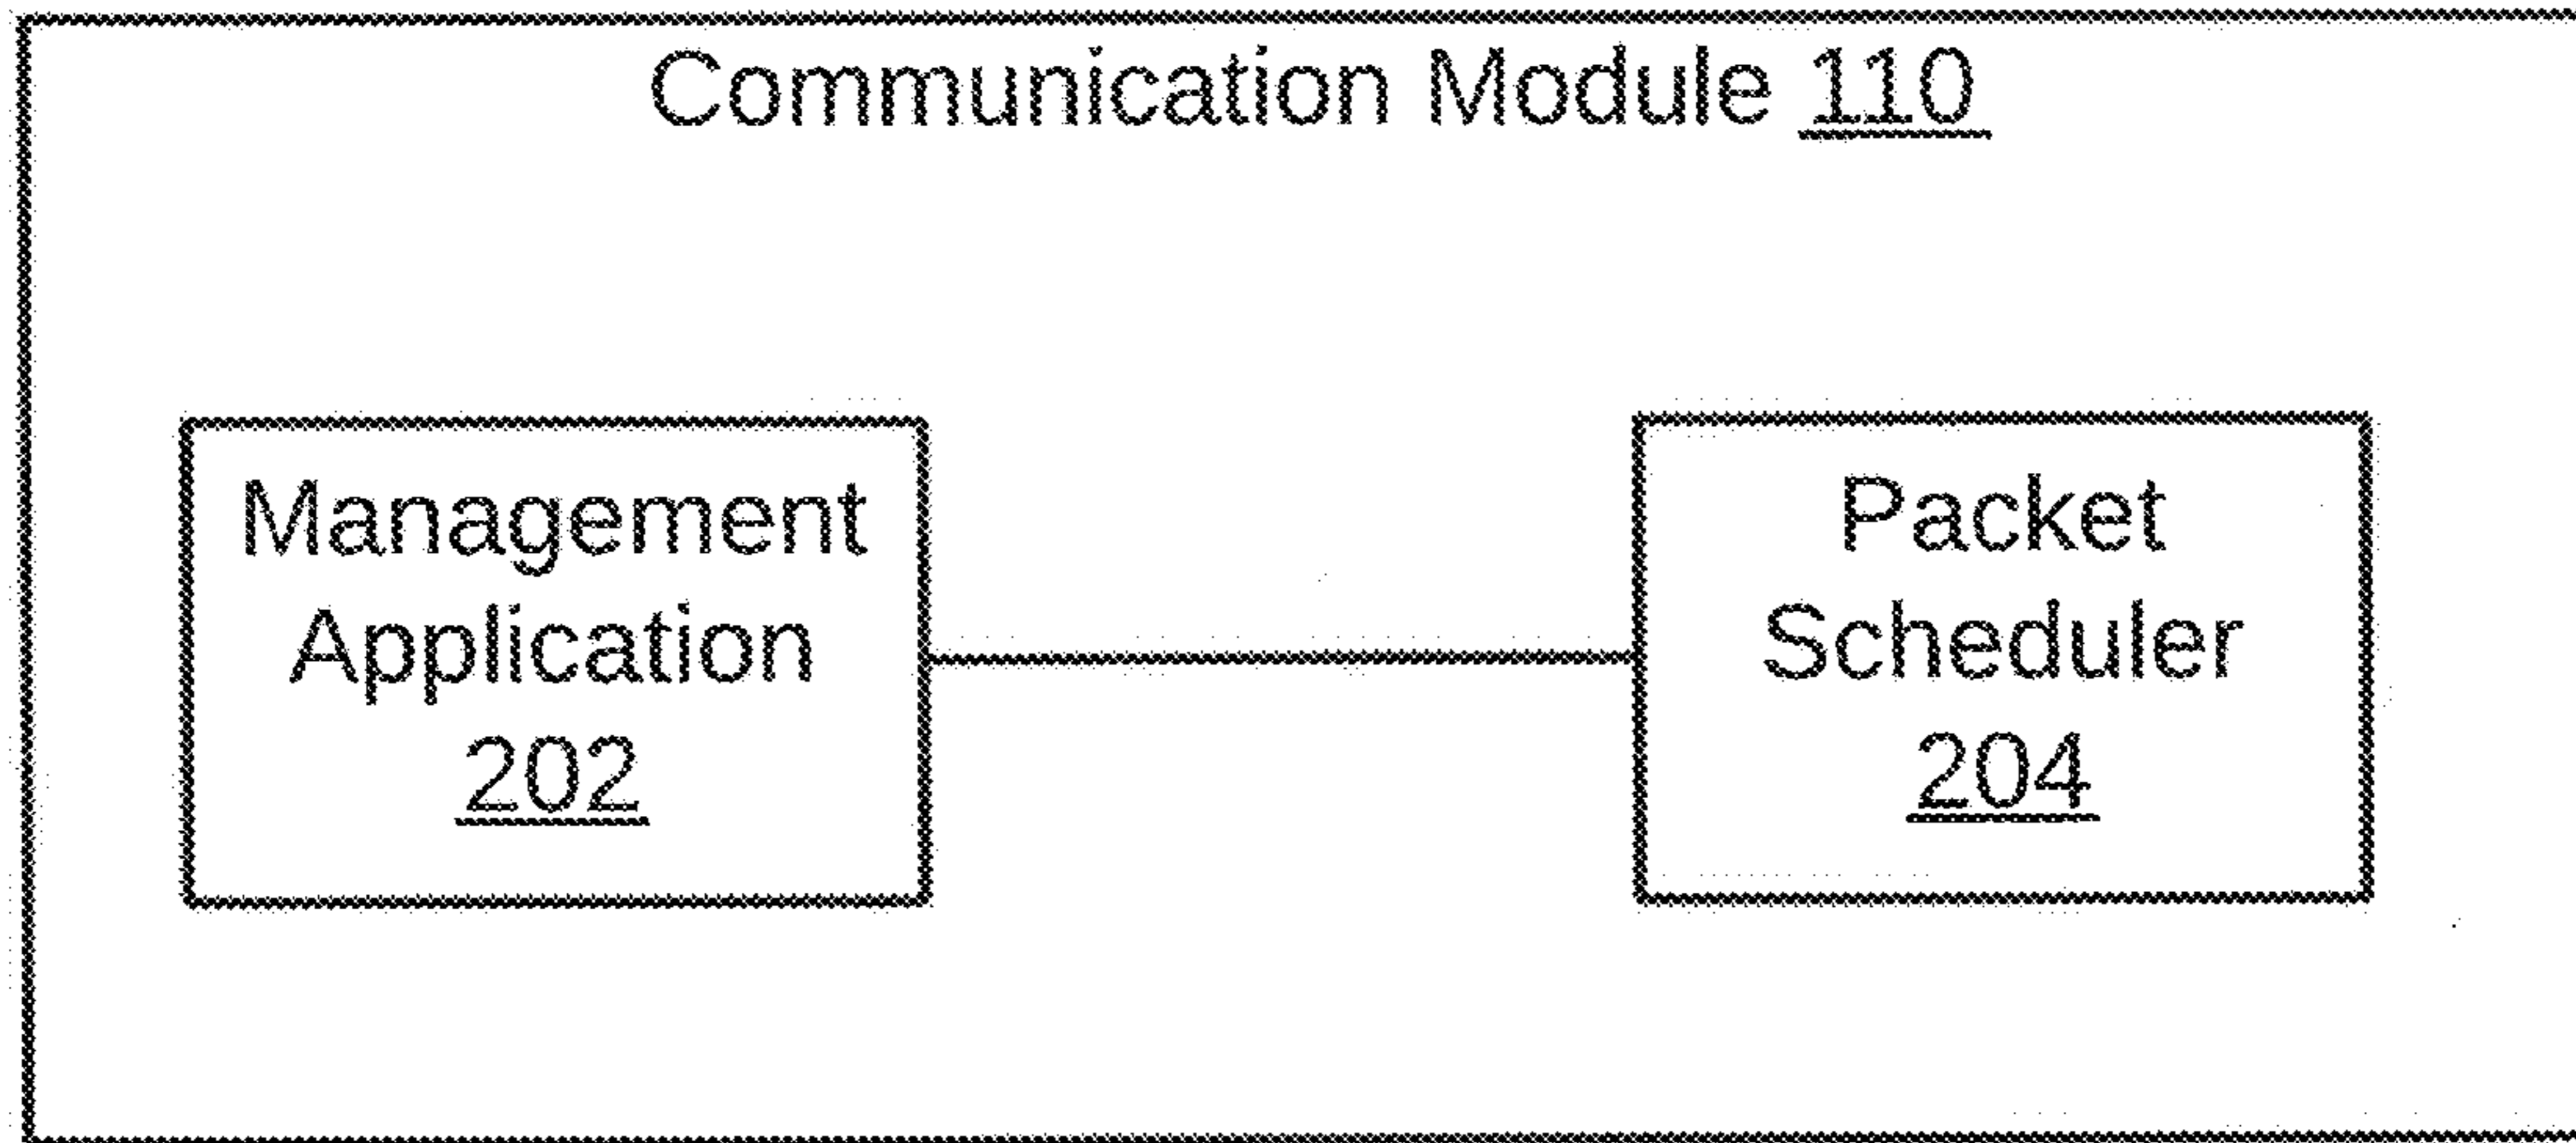 Communication Module 110
Management
Application
202
Packet
Scheduler
204